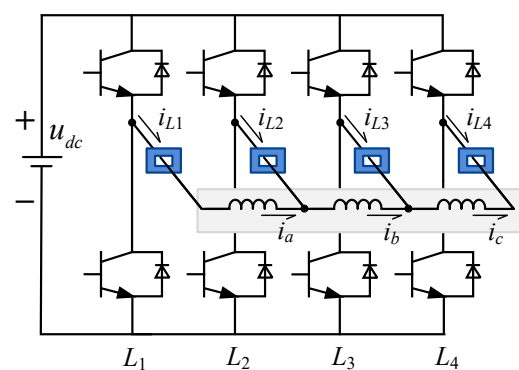 +
u_dc
−
i_L1 i_L2 i_L3 i_L4
i_a i_b i_c
L_1 L_2 L_3 L_4